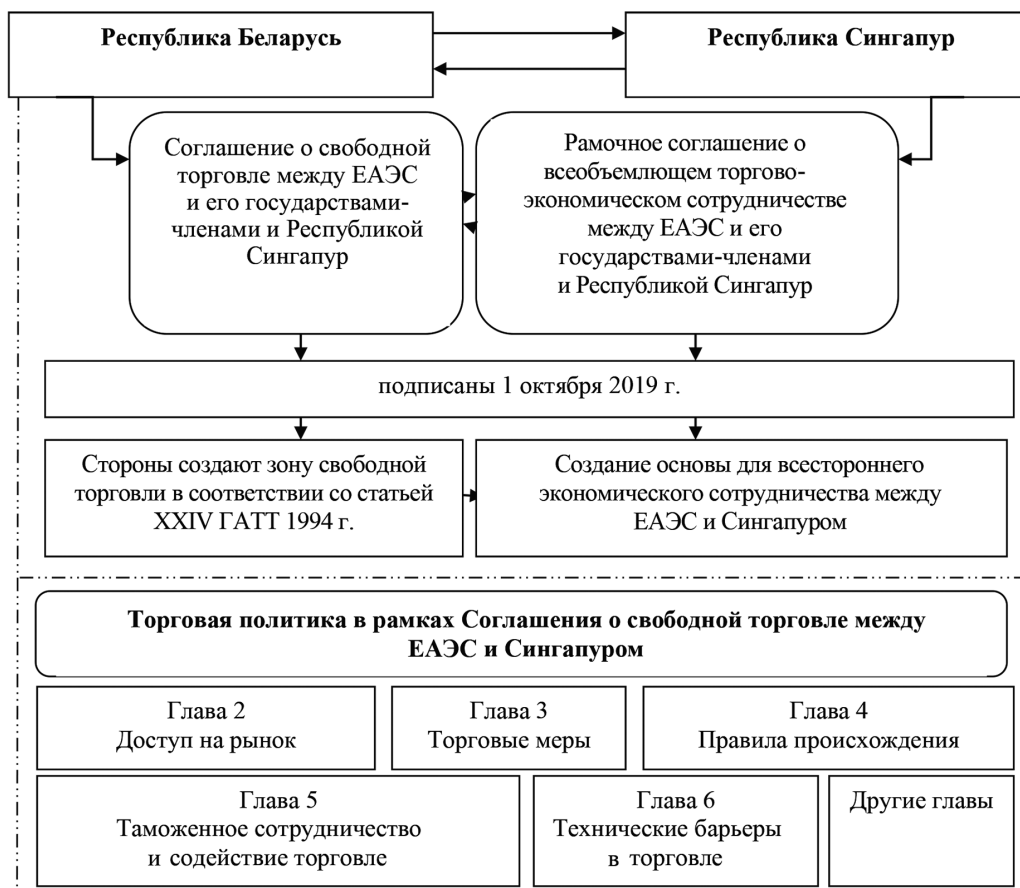 Республика Беларусь
Республика Сингапур
Соглашение о свободной
торговле между ЕАЭС
и его государствами-
членами и Республикой
Сингапур
Рамочное соглашение о
всеобъемлющем торгово-
экономическом сотрудничестве
между ЕАЭС и его
государствами-членами
и Республикой Сингапур
подписаны 1 октября 2019 г.
Стороны создают зону свободной
торговли в соответствии со статьей
XXIV ГАТТ 1994 г.
Создание основы для всестороннего
экономического сотрудничества между
ЕАЭС и Сингапуром
Торговая политика в рамках Соглашения о свободной торговле между
ЕАЭС и Сингапуром
Глава 2
Доступ на рынок
Глава 3
Торговые меры
Глава 4
Правила происхождения
Глава 5
Таможенное сотрудничество
и содействие торговле
Глава 6
Технические барьеры
в торговле
Другие главы